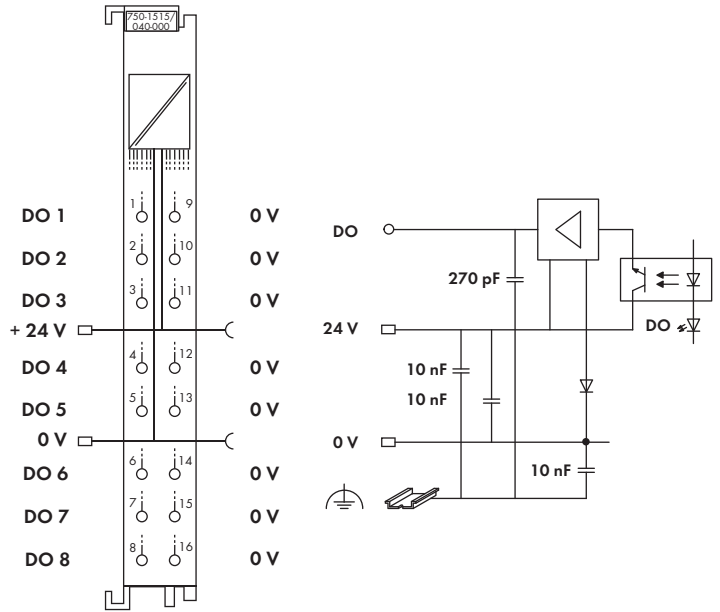 750-1515/
040-000
DO 1 1 9 0 V
DO 2 2 10 0 V
DO 3 3 11 0 V
+ 24 V
DO 4 4 12 0 V
DO 5 5 13 0 V
0 V
DO 6 6 14 0 V
DO 7 7 15 0 V
DO 8 8 16 0 V
DO
270 pF
24 V
DO
10 nF
10 nF
0 V
10 nF